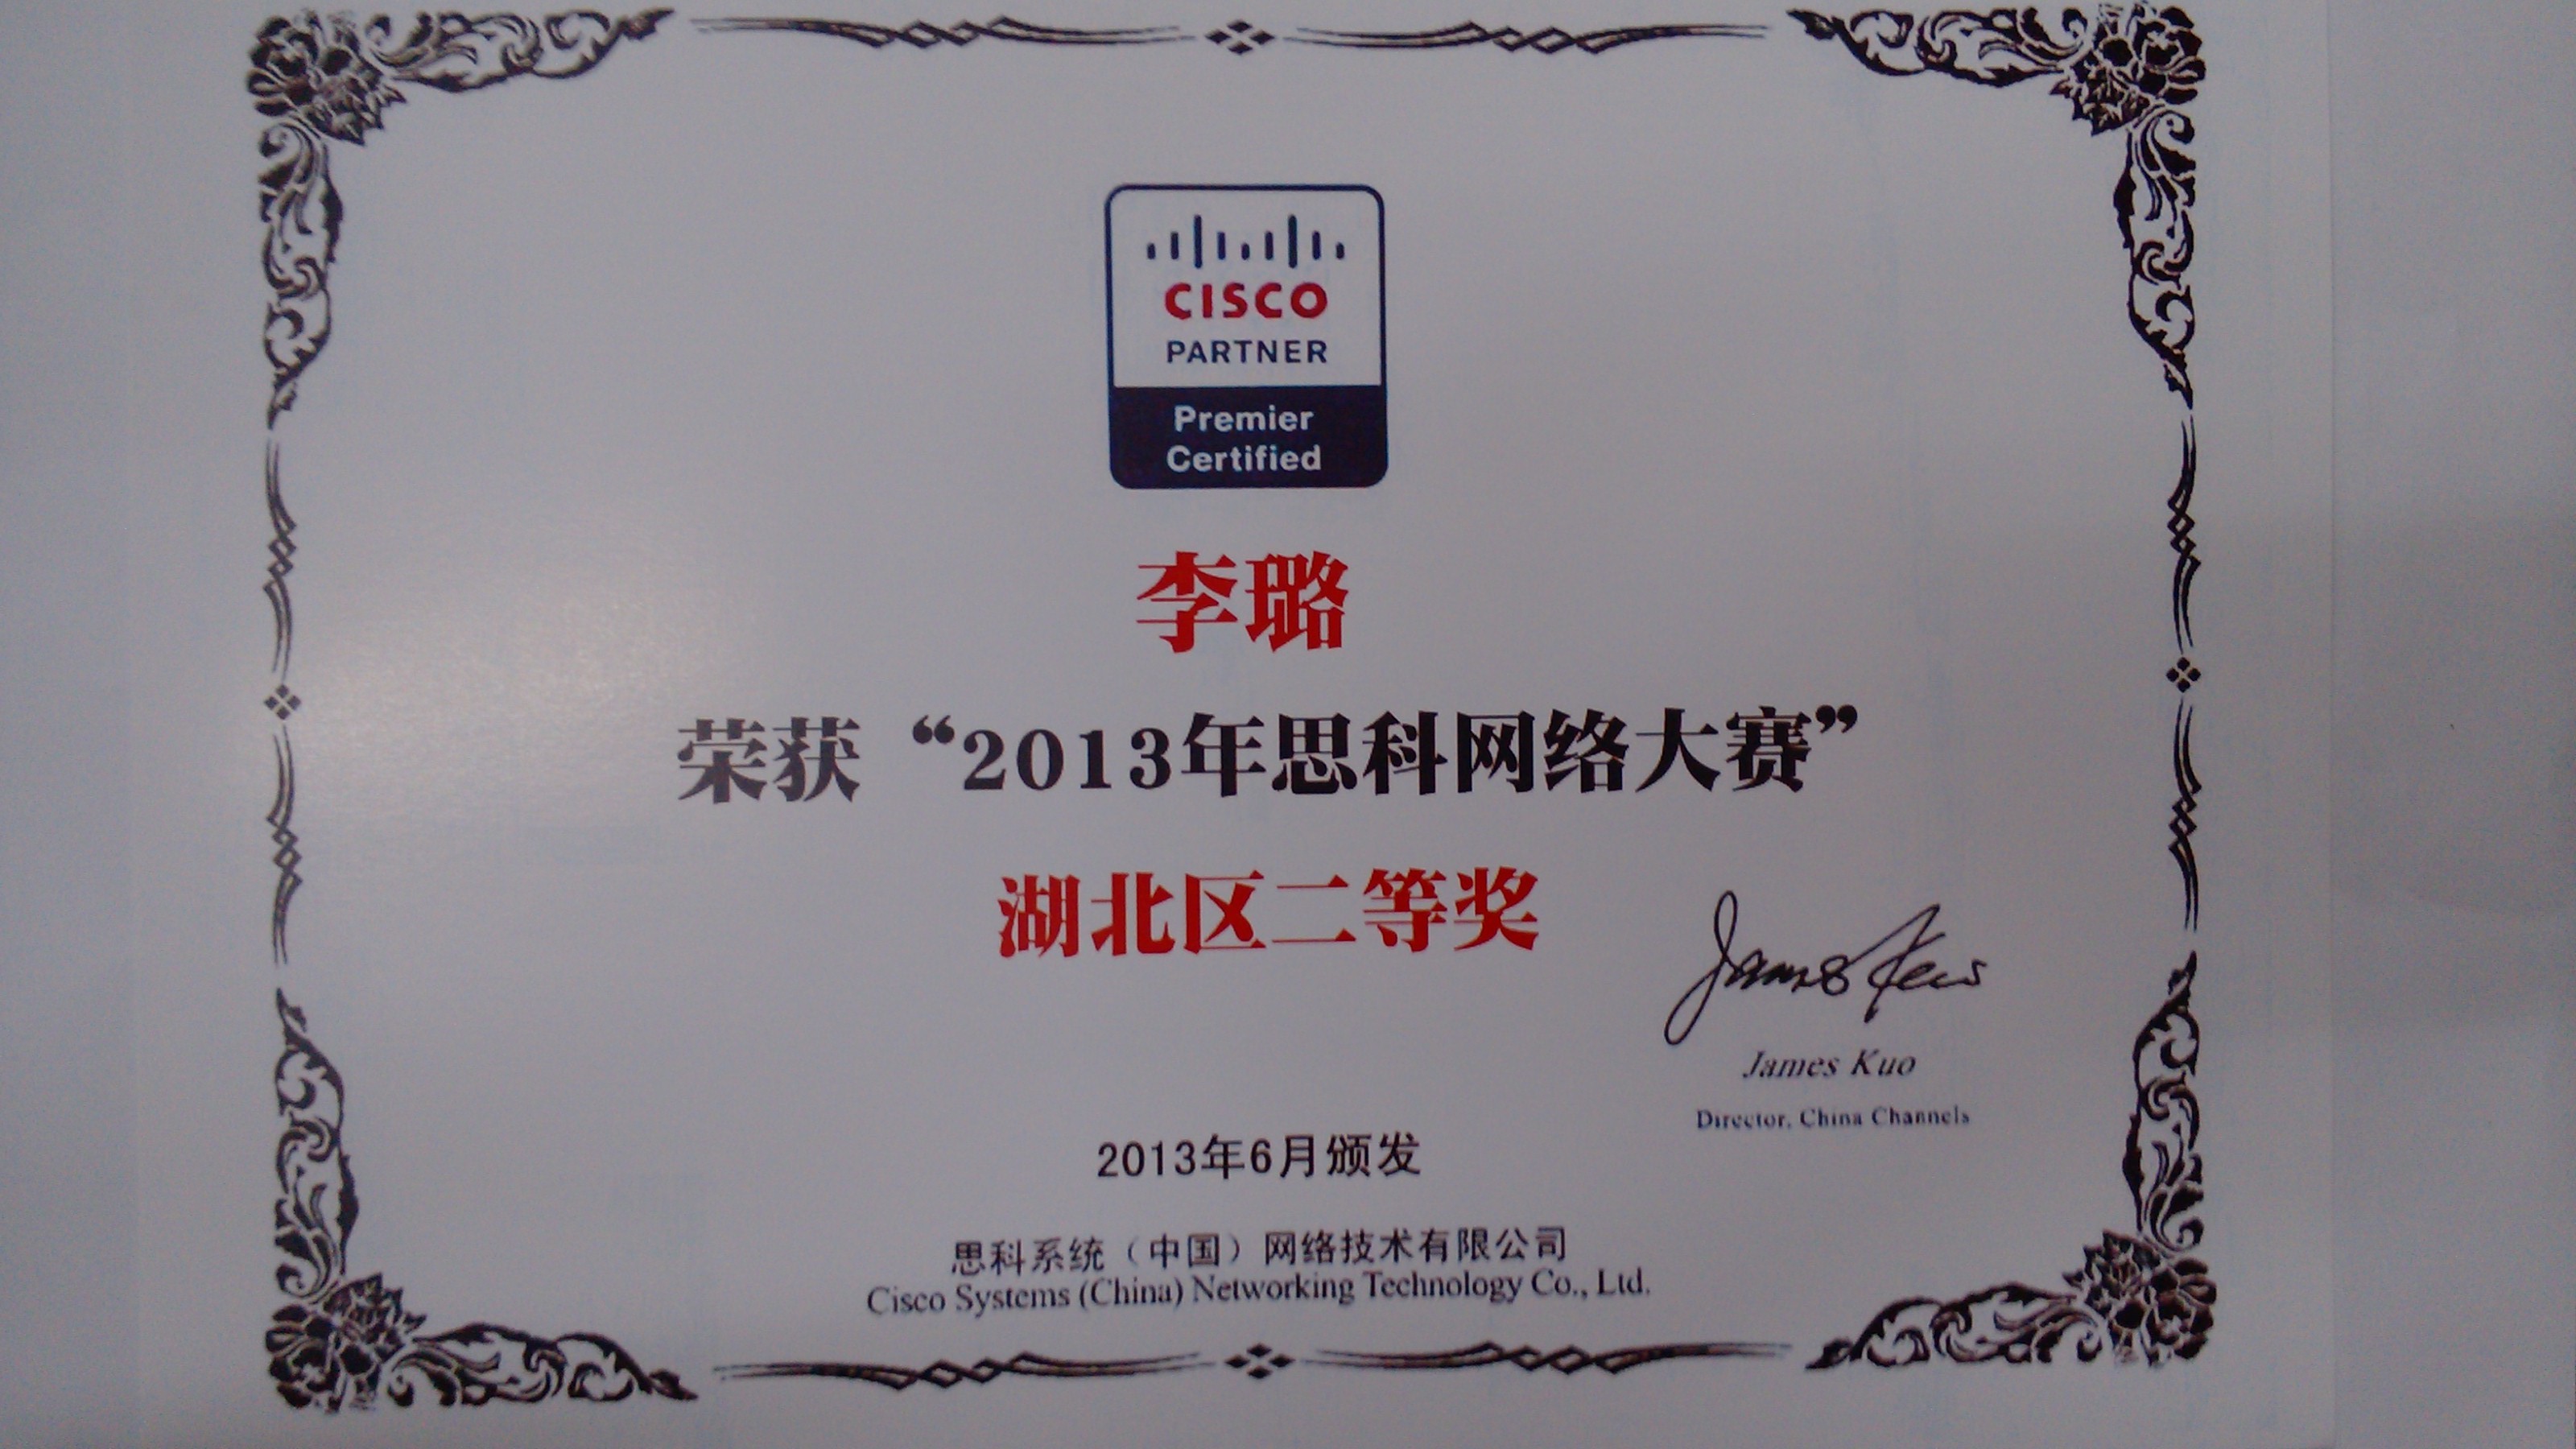 CISCO
PARTNER
Premier
Certified
李璐
荣获“2013年思科网络大赛”
湖北区二等奖
James Kuo
James Kuo
Director, China Channels
2013年6月颁发
思科系统（中国）网络技术有限公司
Cisco Systems (China) Networking Technology Co., Ltd.